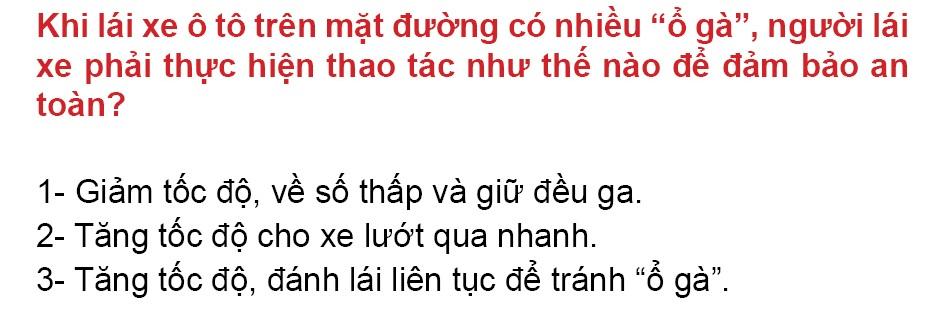 Khi lái xe ô tô trên mặt đường có nhiều “ổ gà”, người lái
xe phải thực hiện thao tác như thế nào để đảm bảo an
toàn?
1- Giảm tốc độ, về số thấp và giữ đều ga.
2- Tăng tốc độ cho xe lướt qua nhanh.
3- Tăng tốc độ, đánh lái liên tục để tránh “ổ gà”.